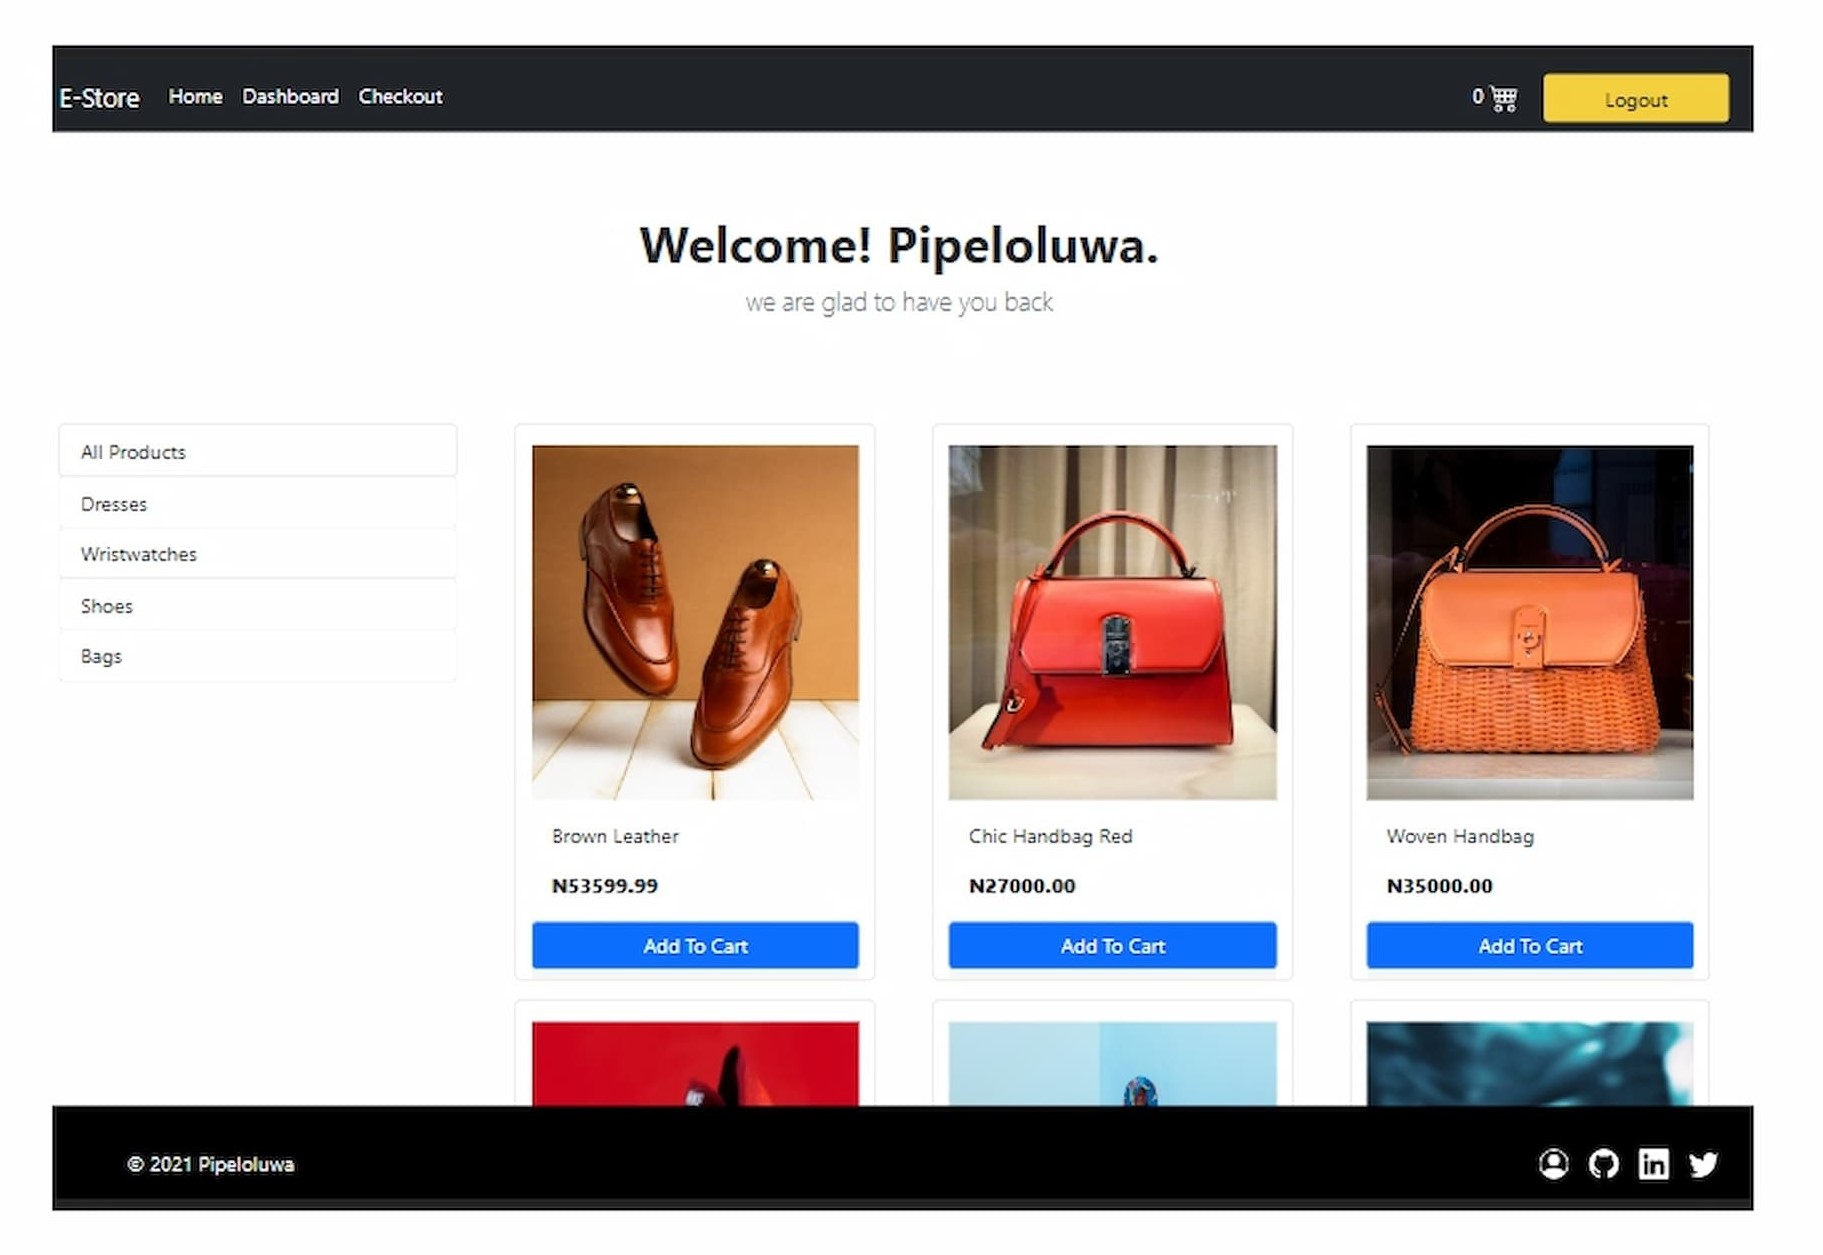 E-Store Home Dashboard Checkout 0 Logout
Welcome! Pipeloluwa.
we are glad to have you back
All Products
Dresses
Wristwatches
Shoes
Bags
Brown Leather
N53599.99
Add To Cart
Chic Handbag Red
N27000.00
Add To Cart
Woven Handbag
N35000.00
Add To Cart
© 2021 Pipeloluwa
in